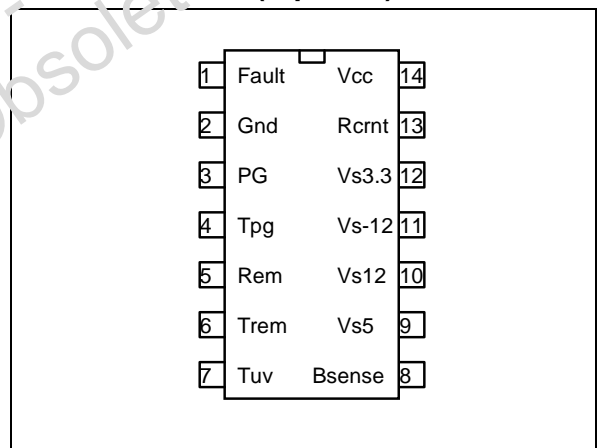 1 Fault Vcc 14
2 Gnd Rcrnt 13
3 PG Vs3.3 12
4 Tpg Vs-12 11
5 Rem Vs12 10
6 Trem Vs5 9
7 Tuv Bsense 8